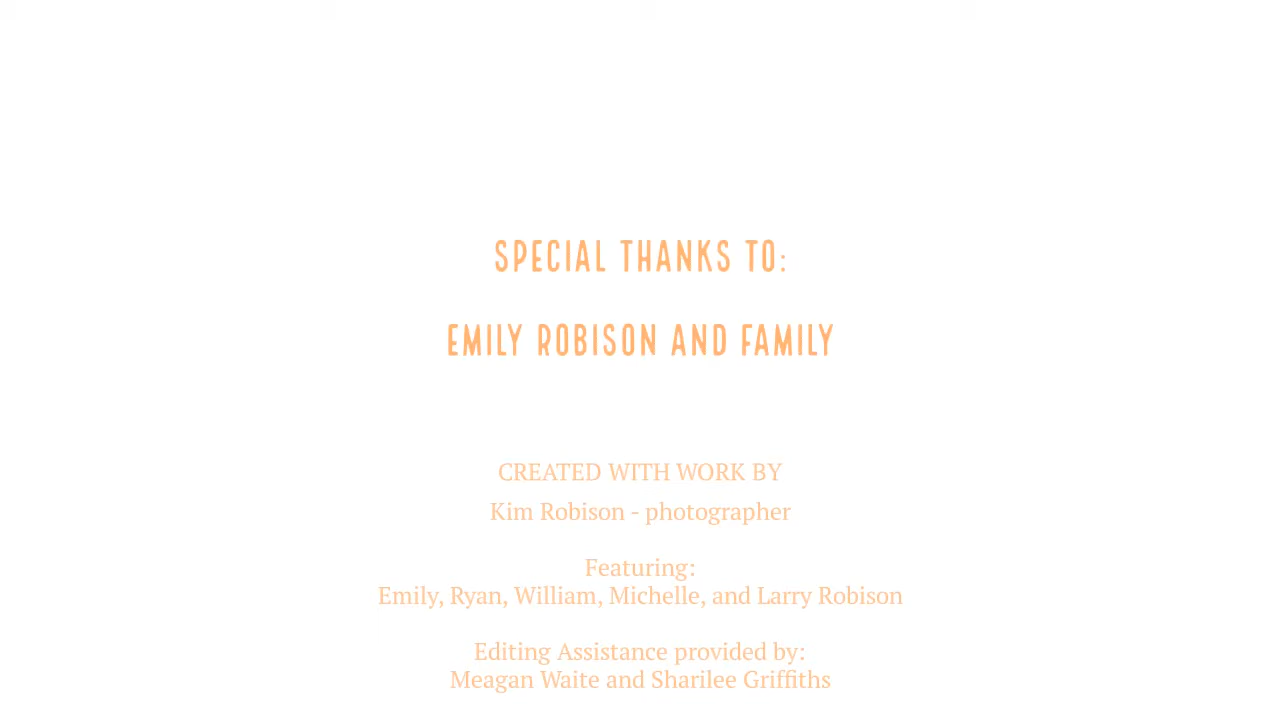 SPECIAL THANKS TO:
EMILY ROBISON AND FAMILY
CREATED WITH WORK BY
Kim Robison - photographer
Featuring:
Emily, Ryan, William, Michelle, and Larry Robison
Editing Assistance provided by:
Meagan Waite and Sharilee Griffiths